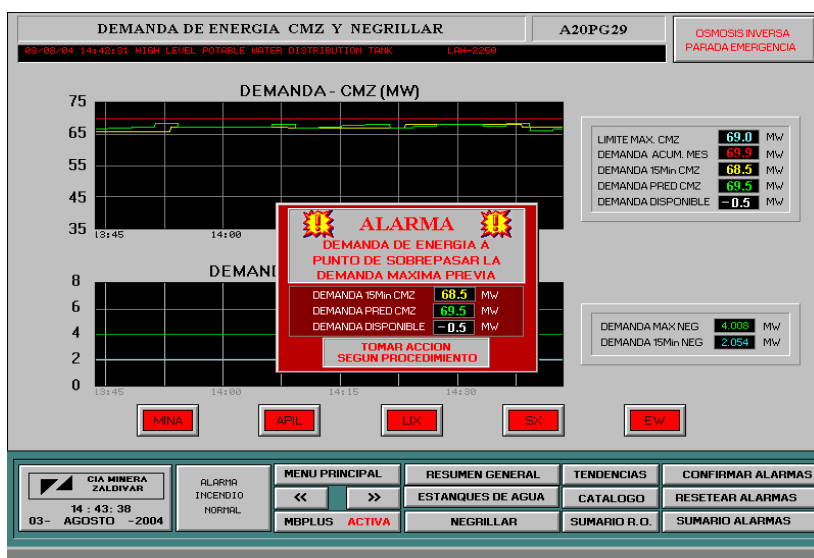 DEMANDA DE ENERGIA CMZ Y NEGRILLAR
A20PG29
OSMOSIS INVERSA
PARADA EMERGENCIA
09/08/04 14:42:31 HIGH LEVEL POTABLE WATER DISTRIBUTION TANK LAH-2250
DEMANDA - CMZ (MW)
75
65
55
45
35
13:45
14:00
LIMITE MAX. CMZ 69.0 MW
DEMANDA ACUM. MES 69.9 MW
DEMANDA 15Min CMZ 68.5 MW
DEMANDA PRED CMZ 69.5 MW
DEMANDA DISPONIBLE -0.5 MW
ALARMA
DEMANDA DE ENERGIA A
PUNTO DE SOBREPASAR LA
DEMANDA MAXIMA PREVIA
DEMANDA 15Min CMZ 68.5 MW
DEMANDA PRED CMZ 69.5 MW
DEMANDA DISPONIBLE -0.5 MW
TOMAR ACCION
SEGUN PROCEDIMIENTO
8
6
4
2
0
13:45
14:00
14:15
14:30
DEMANDA MAX NEG 4.008 MW
DEMANDA 15Min NEG 2.054 MW
MINA
APIL
LIX
SX
EW
CIA MINERA
ZALDIVAR
14 : 43: 38
03- AGOSTO -2004
ALARMA
INCENDIO
NORMAL
MENU PRINCIPAL
RESUMEN GENERAL
TENDENCIAS
CONFIRMAR ALARMAS
<<
>>
ESTANQUES DE AGUA
CATALOGO
RESETEAR ALARMAS
MBPLUS ACTIVA
NEGRILLAR
SUMARIO R.O.
SUMARIO ALARMAS